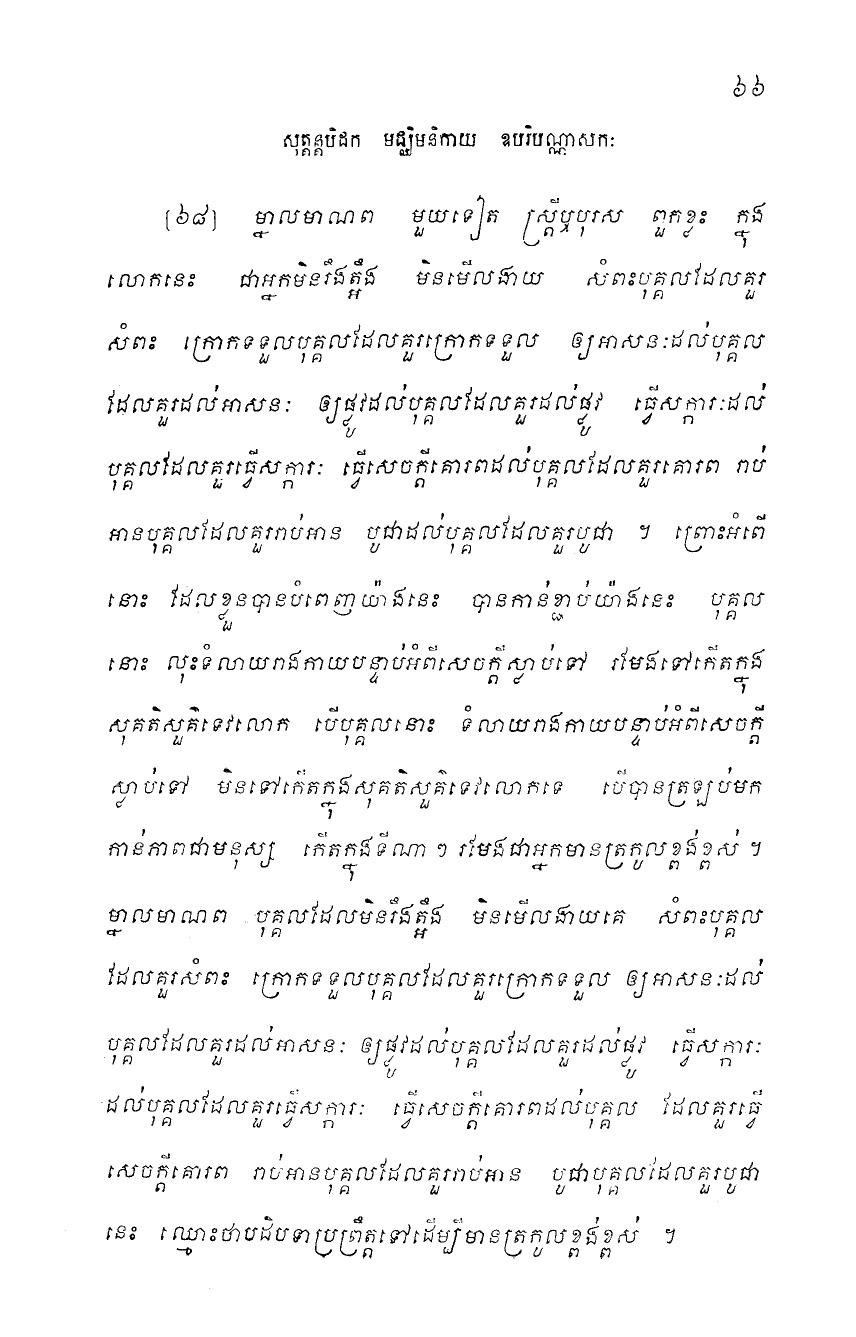 ៦៦
សុត្តន្តបិដក មជ្ឈិមនិកាយ ឧបរិបណ្ណាសកៈ
[៦៨] ម្នាលមាណព មួយទៀត ស្ត្រីឬបុរស ពួកខ្លះ ក្នុង
លោកនេះ ជាអ្នកមិនរឹងត្អឹង មិនមើលងាយ សំពះបុគ្គលដែលគួរ
សំពះ ក្រោកទទួលបុគ្គលដែលគួរក្រោកទទួល ឲ្យអាសនៈដល់បុគ្គល
ដែលគួរដល់អាសនៈ ឲ្យផ្លូវដល់បុគ្គលដែលគួរដល់ផ្លូវ ធ្វើសក្ការៈដល់
បុគ្គលដែលគួរធ្វើសក្ការៈ ធ្វើសេចក្តីគោរពដល់បុគ្គលដែលគួរគោរព រាប់
អានបុគ្គលដែលគួររាប់អាន បូជាដល់បុគ្គលដែលគួរបូជា ។ ព្រោះអំពើ
នោះ ដែលខ្លួនបានបំពេញយ៉ាងនេះ បានកាន់ខ្ជាប់យ៉ាងនេះ បុគ្គល
នោះ លុះទំលាយរាងកាយបន្ទាប់អំពីសេចក្តីស្លាប់ទៅ រមែងទៅកើតក្នុង
សុគតិសួគ៌ទេវលោក បើបុគ្គលនោះ ទំលាយរាងកាយបន្ទាប់អំពីសេចក្តី
ស្លាប់ទៅ មិនទៅកើតក្នុងសុគតិសួគ៌ទេវលោកទេ បើបានត្រឡប់មក
កាន់ភាពជាមនុស្ស កើតក្នុងទីណា ៗ រមែងជាអ្នកមានត្រកូលខ្ពង់ខ្ពស់ ។
ម្នាលមាណព បុគ្គលដែលមិនរឹងត្អឹង មិនមើលងាយគេ សំពះបុគ្គល
ដែលគួរសំពះ ក្រោកទទួលបុគ្គលដែលគួរក្រោកទទួល ឲ្យអាសនៈដល់
បុគ្គលដែលគួរដល់អាសនៈ ឲ្យផ្លូវដល់បុគ្គលដែលគួរដល់ផ្លូវ ធ្វើសក្ការៈ
ដល់បុគ្គលដែលគួរធ្វើសក្ការៈ ធ្វើសេចក្តីគោរពដល់បុគ្គល ដែលគួរធ្វើ
សេចក្តីគោរព រាប់អានបុគ្គលដែលគួររាប់អាន បូជាបុគ្គលដែលគួរបូជា
នេះ ឈ្មោះថាបដិបទាប្រព្រឹត្តទៅដើម្បីមានត្រកូលខ្ពង់ខ្ពស់ ។